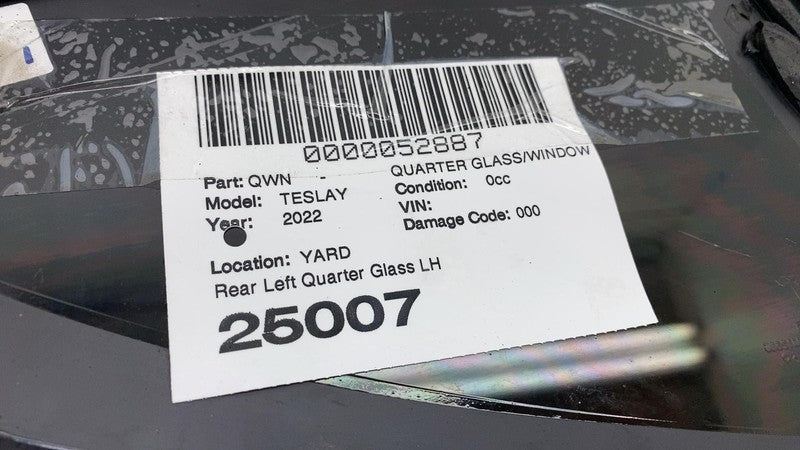 0000052887
Part: QWN - QUARTER GLASS/WINDOW
Model: TESLAY Condition: 0cc
Year: 2022 VIN:
Damage Code: 000
Location: YARD
Rear Left Quarter Glass LH
25007